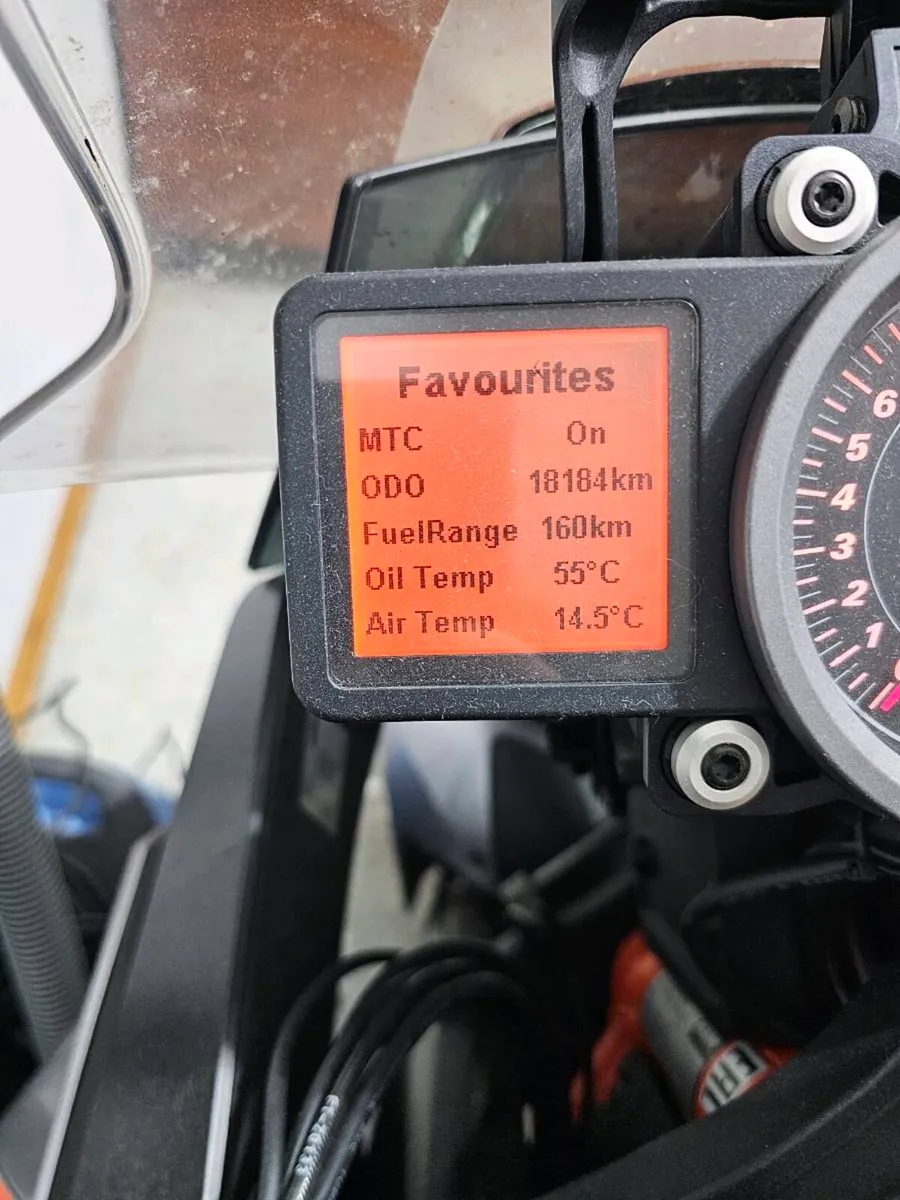 Favourites
MTC On
ODO 18184km
FuelRange 160km
Oil Temp 55°C
Air Temp 14.5°C
6
5
4
3
2
1